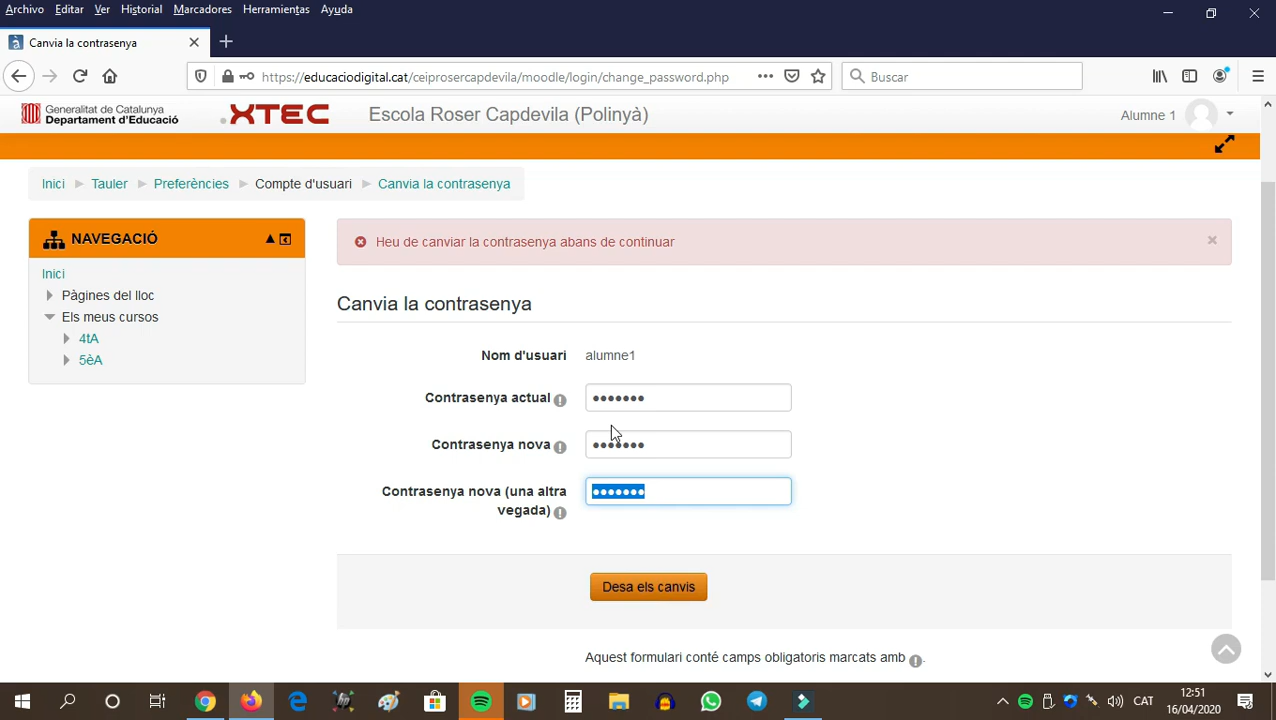 Archivo Editar Ver Historial Marcadores Herramientas Ayuda
Canvia la contrasenya
https://educaciodigital.cat/ceiprosercapdevila/moodle/login/change_password.php
Buscar
Generalitat de Catalunya
Departament d'Educació
XTEC
Escola Roser Capdevila (Polinyà)
Alumne 1
Inici Tauler Preferències Compte d'usuari Canvia la contrasenya
NAVEGACIÓ
Inici
Pàgines del lloc
Els meus cursos
4tA
5èA
Heu de canviar la contrasenya abans de continuar
Canvia la contrasenya
Nom d'usuari alumne1
Contrasenya actual
Contrasenya nova
Contrasenya nova (una altra
vegada)
Desa els canvis
Aquest formulari conté camps obligatoris marcats amb .
CAT
12:51
16/04/2020